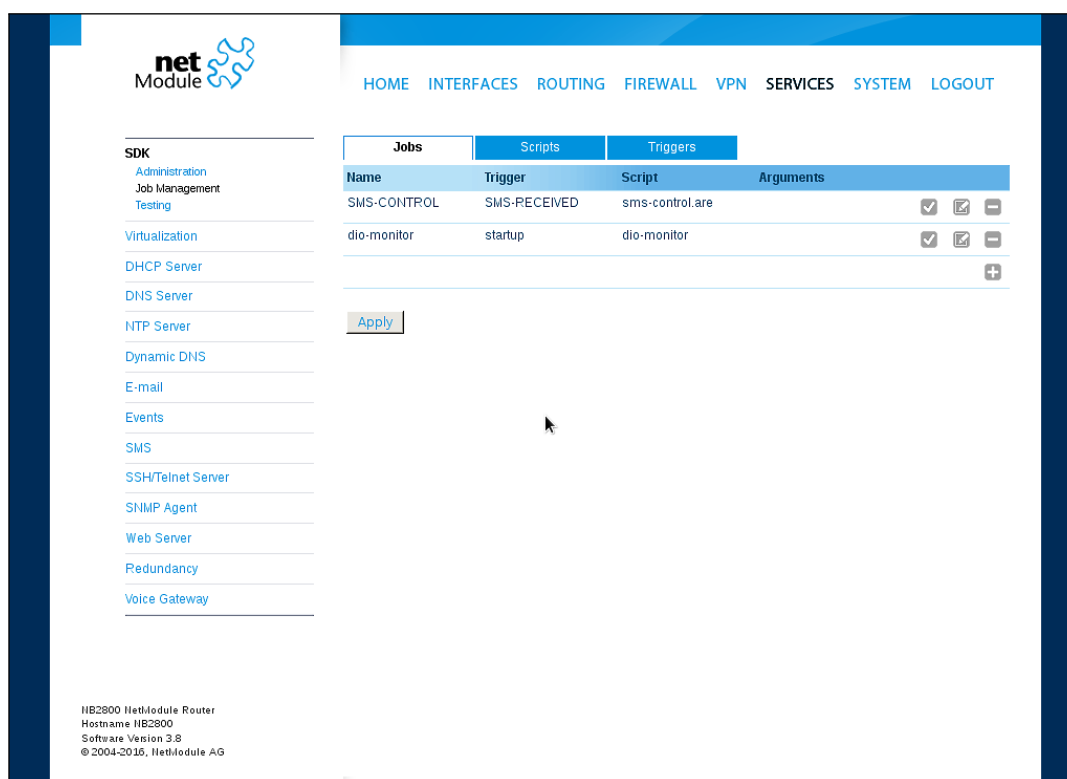 net
Module
HOME INTERFACES ROUTING FIREWALL VPN SERVICES SYSTEM LOGOUT
SDK
Administration
Job Management
Testing
Virtualization
DHCP Server
DNS Server
NTP Server
Dynamic DNS
E-mail
Events
SMS
SSH/Telnet Server
SNMP Agent
Web Server
Redundancy
Voice Gateway
Jobs Scripts Triggers
Name Trigger Script Arguments
SMS-CONTROL SMS-RECEIVED sms-control.are
dio-monitor startup dio-monitor
Apply
NB2800 NetModule Router
Hostname NB2800
Software Version 3.8
© 2004-2016, NetModule AG